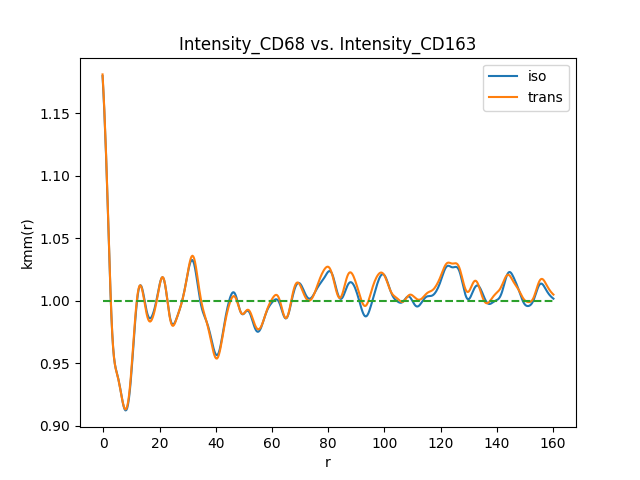 Intensity_CD68 vs. Intensity_CD163
iso
trans
1.15
1.10
1.05
1.00
0.95
0.90
kmm(r)
0 20 40 60 80 100 120 140 160
r